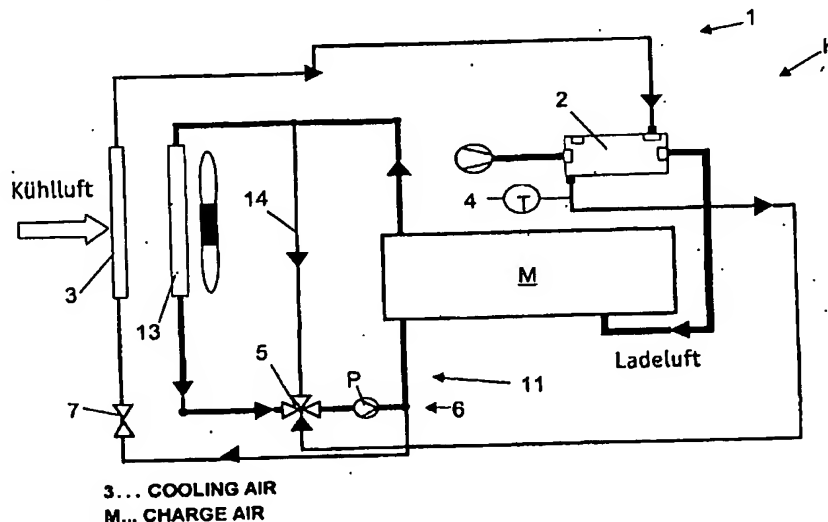 1
K
2
Kühlluft
4
T
14
M
3
13
5
P
Ladeluft
11
7
6
3... COOLING AIR
M... CHARGE AIR